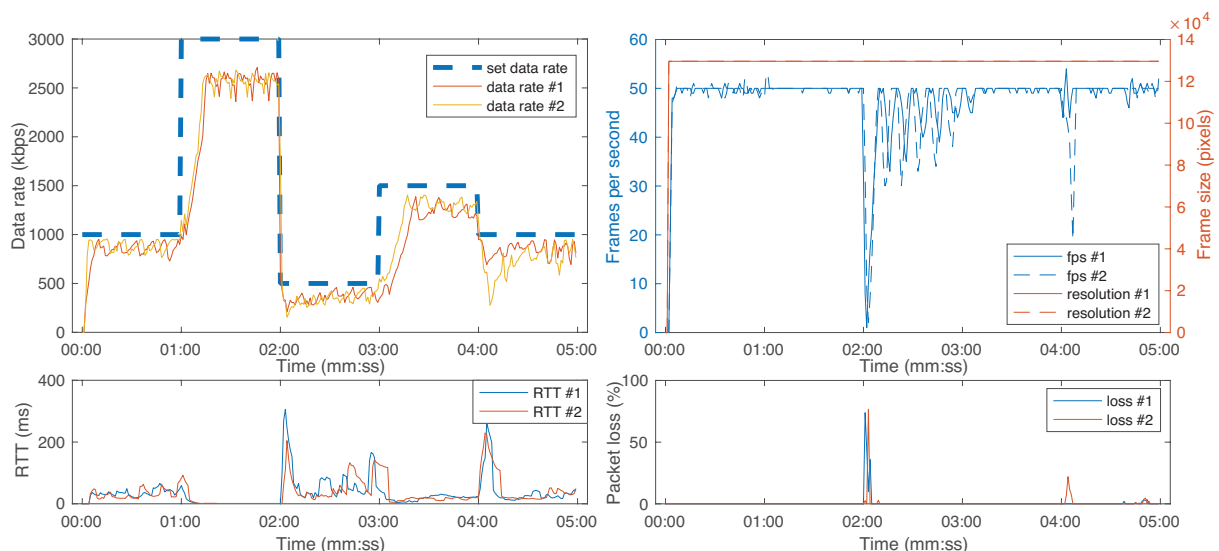 3000
2500
2000
1500
1000
500
0
Data rate (kbps)
set data rate
data rate #1
data rate #2
00:00 01:00 02:00 03:00 04:00 05:00
Time (mm:ss)
60
50
40
30
20
10
0
Frames per second
×10⁴
14
12
10
8
6
4
2
0
Frame size (pixels)
fps #1
fps #2
resolution #1
resolution #2
00:00 01:00 02:00 03:00 04:00 05:00
Time (mm:ss)
400
200
0
RTT (ms)
RTT #1
RTT #2
00:00 01:00 02:00 03:00 04:00 05:00
Time (mm:ss)
100
50
0
Packet loss (%)
loss #1
loss #2
00:00 01:00 02:00 03:00 04:00 05:00
Time (mm:ss)